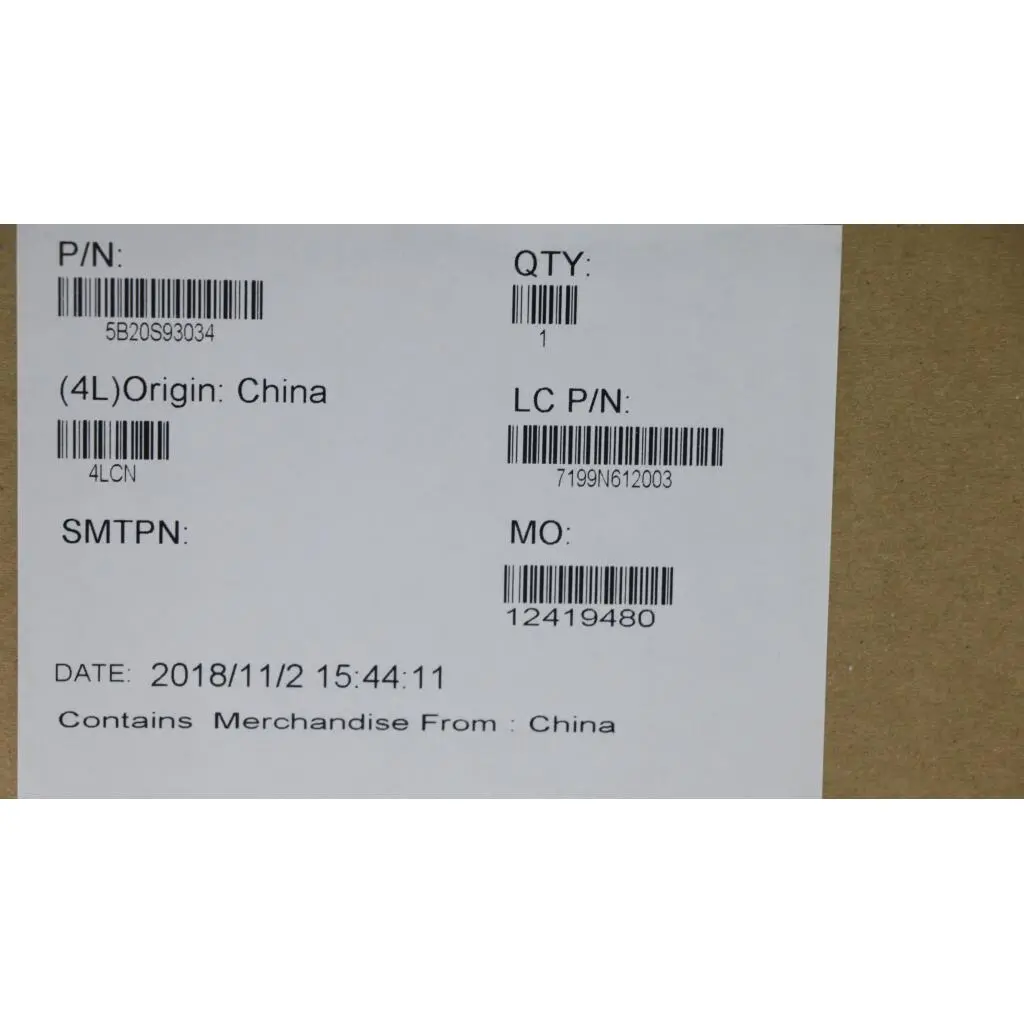 P/N:
5B20S93034
QTY:
1
(4L)Origin: China
4LCN
LC P/N:
7199N612003
SMTPN:
MO:
12419480
DATE: 2018/11/2 15:44:11
Contains Merchandise From : China